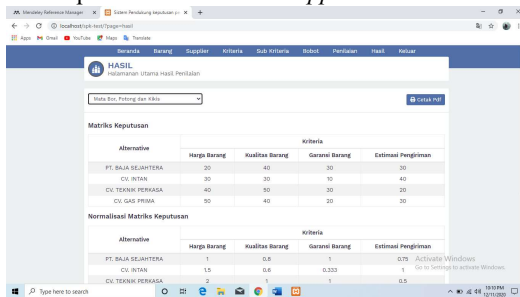 Mendeley Reference Manager
Sistem Pendukung keputusan pe
localhost/spk-test/?page=hasil
Apps Gmail YouTube Maps Translate
Beranda Barang Supplier Kriteria Sub Kriteria Bobot Penilaian Hasil Keluar
HASIL
Halamanan Utama Hasil Penilaian
Mata Bor, Potong dan Kikis
Cetak Pdf
Matriks Keputusan
Alternative Kriteria
Harga Barang Kualitas Barang Garansi Barang Estimasi Pengiriman
PT. BAJA SEJAHTERA 20 40 30 30
CV. INTAN 30 30 10 40
CV. TEKNIK PERKASA 40 50 30 20
CV. GAS PRIMA 50 40 20 30
Normalisasi Matriks Keputusan
Alternative Kriteria
Harga Barang Kualitas Barang Garansi Barang Estimasi Pengiriman
PT. BAJA SEJAHTERA 1 0.8 1 0.75
Activate Windows
CV. INTAN 1.5 0.6 0.333 1
Go to Settings to activate Windows.
CV. TEKNIK PERKASA 2 1 1 0.5
Type here to search
10:10 PM
12/11/2020